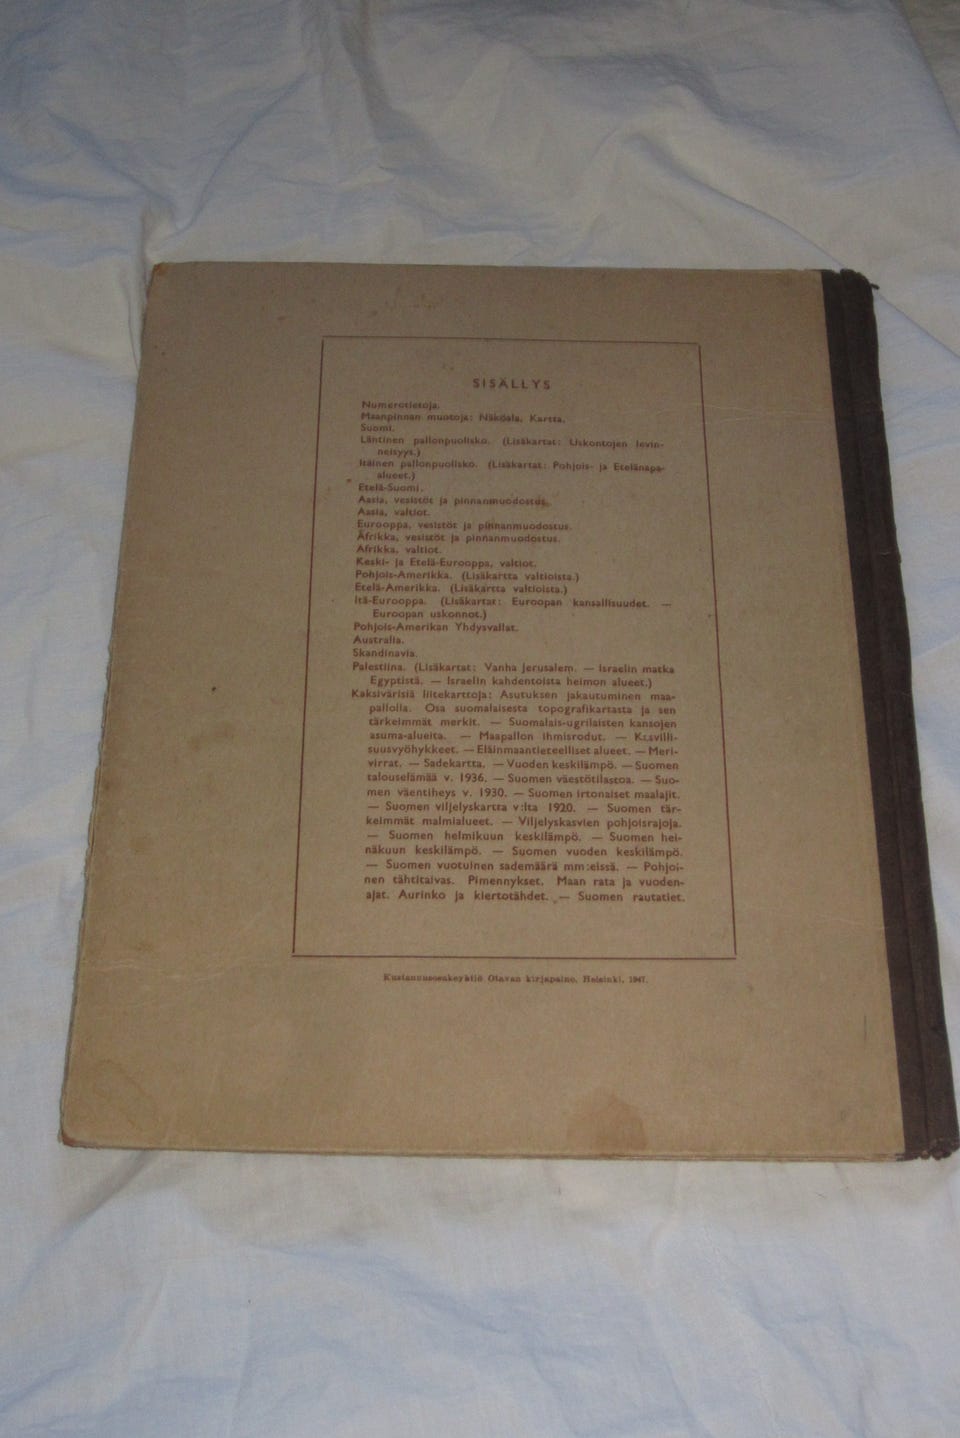 SISÄLLYS
Numerotietoja.
Maanpinnan muotoja: Näköala. Kartta.
Suomi.
Läntinen pallonpuolisko. (Lisäkartat: Uskontojen levin-
neisyys.)
Itäinen pallonpuolisko. (Lisäkartat: Pohjois- ja Etelänapa-
alueet.)
Etelä-Suomi.
Aasia, vesistöt ja pinnanmuodostus.
Aasia, valtiot.
Eurooppa, vesistöt ja pinnanmuodostus.
Afrikka, vesistöt ja pinnanmuodostus.
Afrikka, valtiot.
Keski- ja Etelä-Eurooppa, valtiot.
Pohjois-Amerikka. (Lisäkartta valtioista.)
Etelä-Amerikka. (Lisäkartta valtioista.)
Itä-Eurooppa. (Lisäkartat: Euroopan kansallisuudet. —
Euroopan uskonnot.)
Pohjois-Amerikan Yhdysvallat.
Australia.
Skandinavia.
Palestiina. (Lisäkartat: Vanha Jerusalem. — Israelin matka
Egyptistä. — Israelin kahdentoista heimon alueet.)
Kaksivärisiä liitekarttoja: Asutuksen jakautuminen maa-
pallolla. Osa suomalaisesta topografikartasta ja sen
tärkeimmät merkit. — Suomalais-ugrilaisten kansojen
asuma-alueita. — Maapallon ihmisrodut. — Kasvilli-
suusvyöhykkeet. — Eläinmaantieteelliset alueet. — Meri-
virrat. — Sadekartta. — Vuoden keskilämpö. — Suomen
talouselämää v. 1936. — Suomen väestötilastoa. — Suo-
men väentiheys v. 1930. — Suomen irtonaiset maalajit.
— Suomen viljelyskartta v:lta 1920. — Suomen tär-
keimmät malmialueet. — Viljelyskasvien pohjoisrajoja.
— Suomen helmikuun keskilämpö. — Suomen hei-
näkuun keskilämpö. — Suomen vuoden keskilämpö.
— Suomen vuotuinen sademäärä mm:eissä. — Pohjoi-
nen tähtitaivas. Pimennykset. Maan rata ja vuoden-
ajat. Aurinko ja kiertotähdet. — Suomen rautatiet.
Kustannusosakeyhtiö Otavan kirjapaino, Helsinki, 1947.